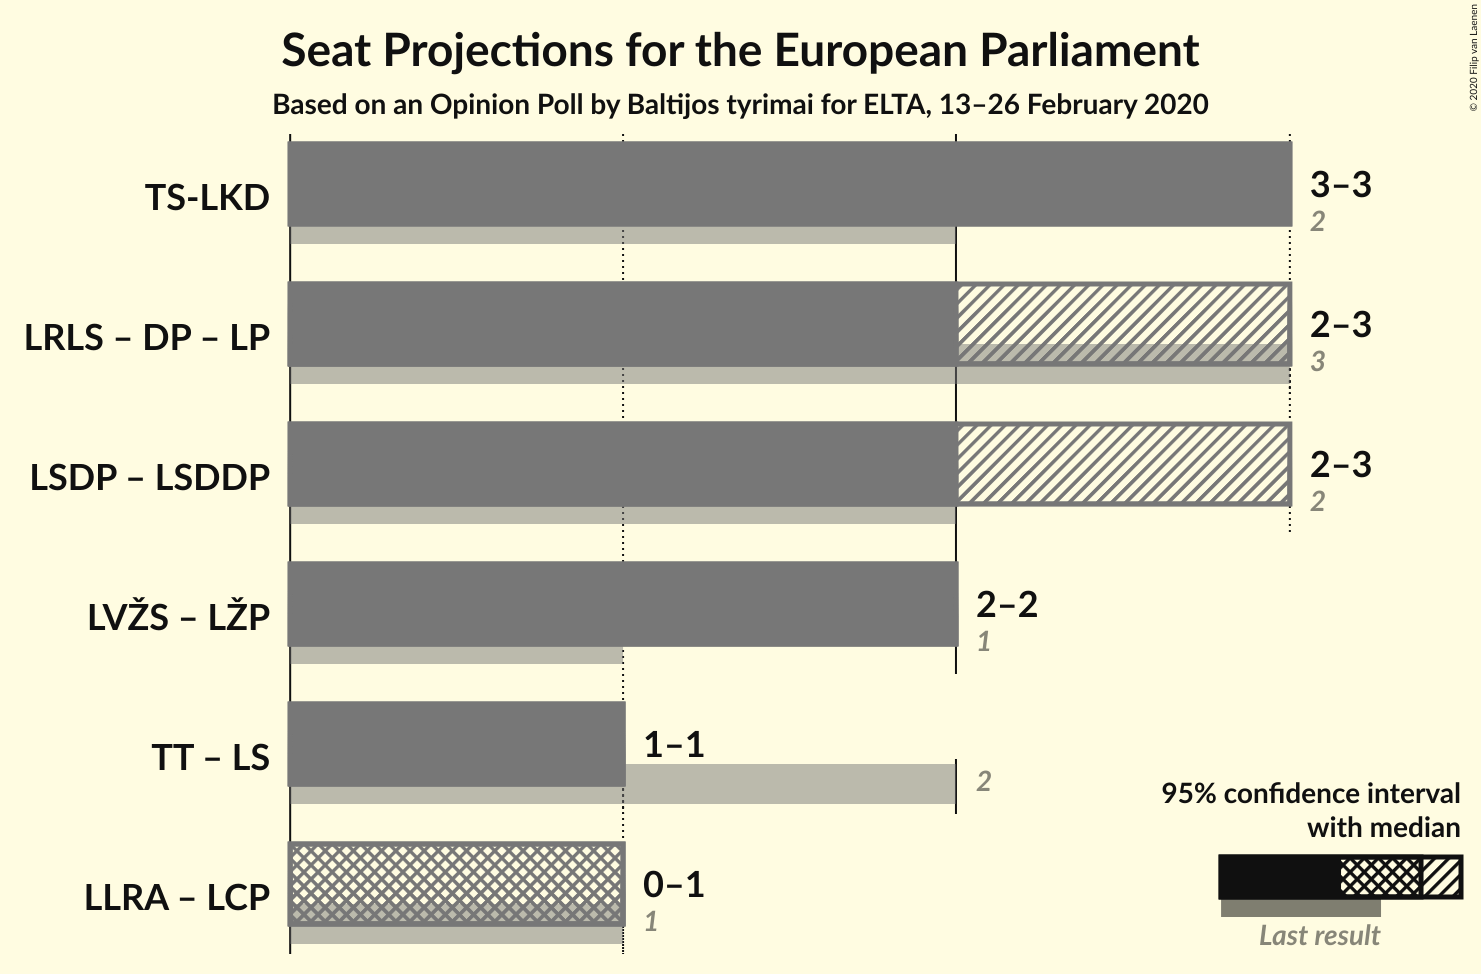 Seat Projections for the European Parliament
Based on an Opinion Poll by Baltijos tyrimai for ELTA, 13–26 February 2020
© 2020 Filip van Laenen
TS-LKD
3–3
2
LRLS – DP – LP
2–3
3
LSDP – LSDDP
2–3
2
LVŽS – LŽP
2–2
1
TT – LS
1–1
2
LLRA – LCP
0–1
1
95% confidence interval
with median
Last result